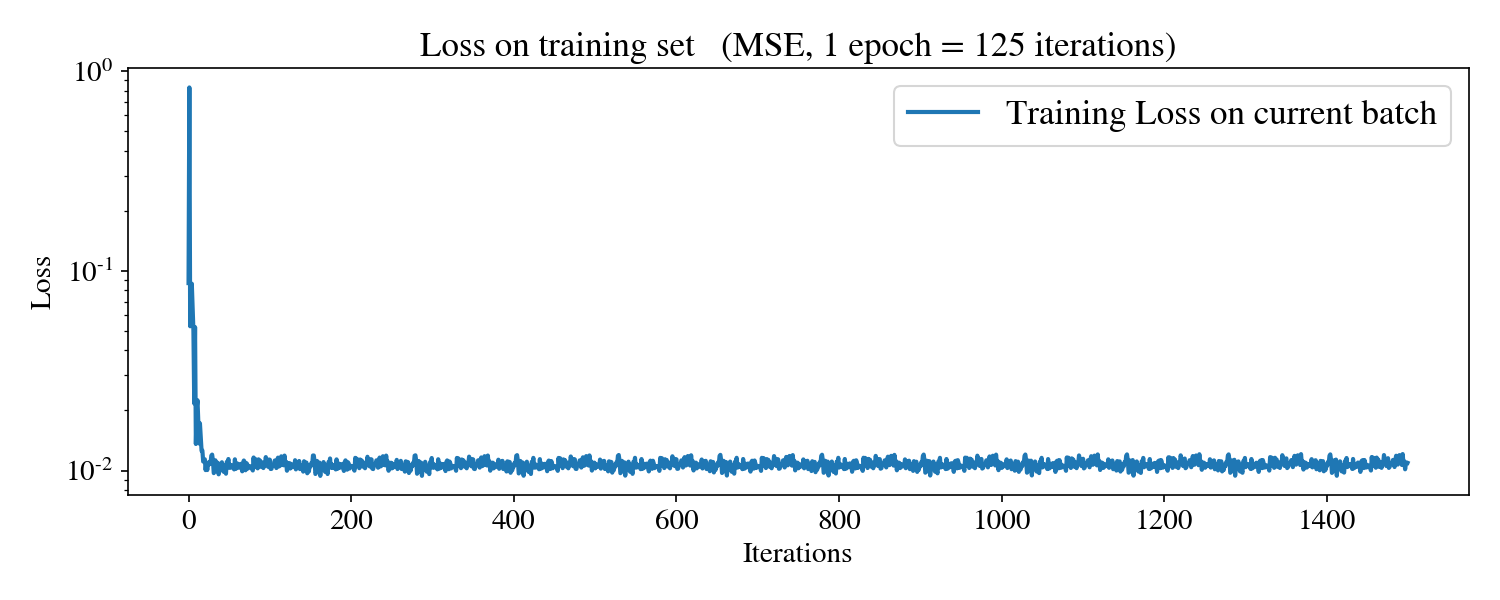 Loss on training set (MSE, 1 epoch = 125 iterations)
Training Loss on current batch
Loss
10^0
10^-1
10^-2
0 200 400 600 800 1000 1200 1400
Iterations